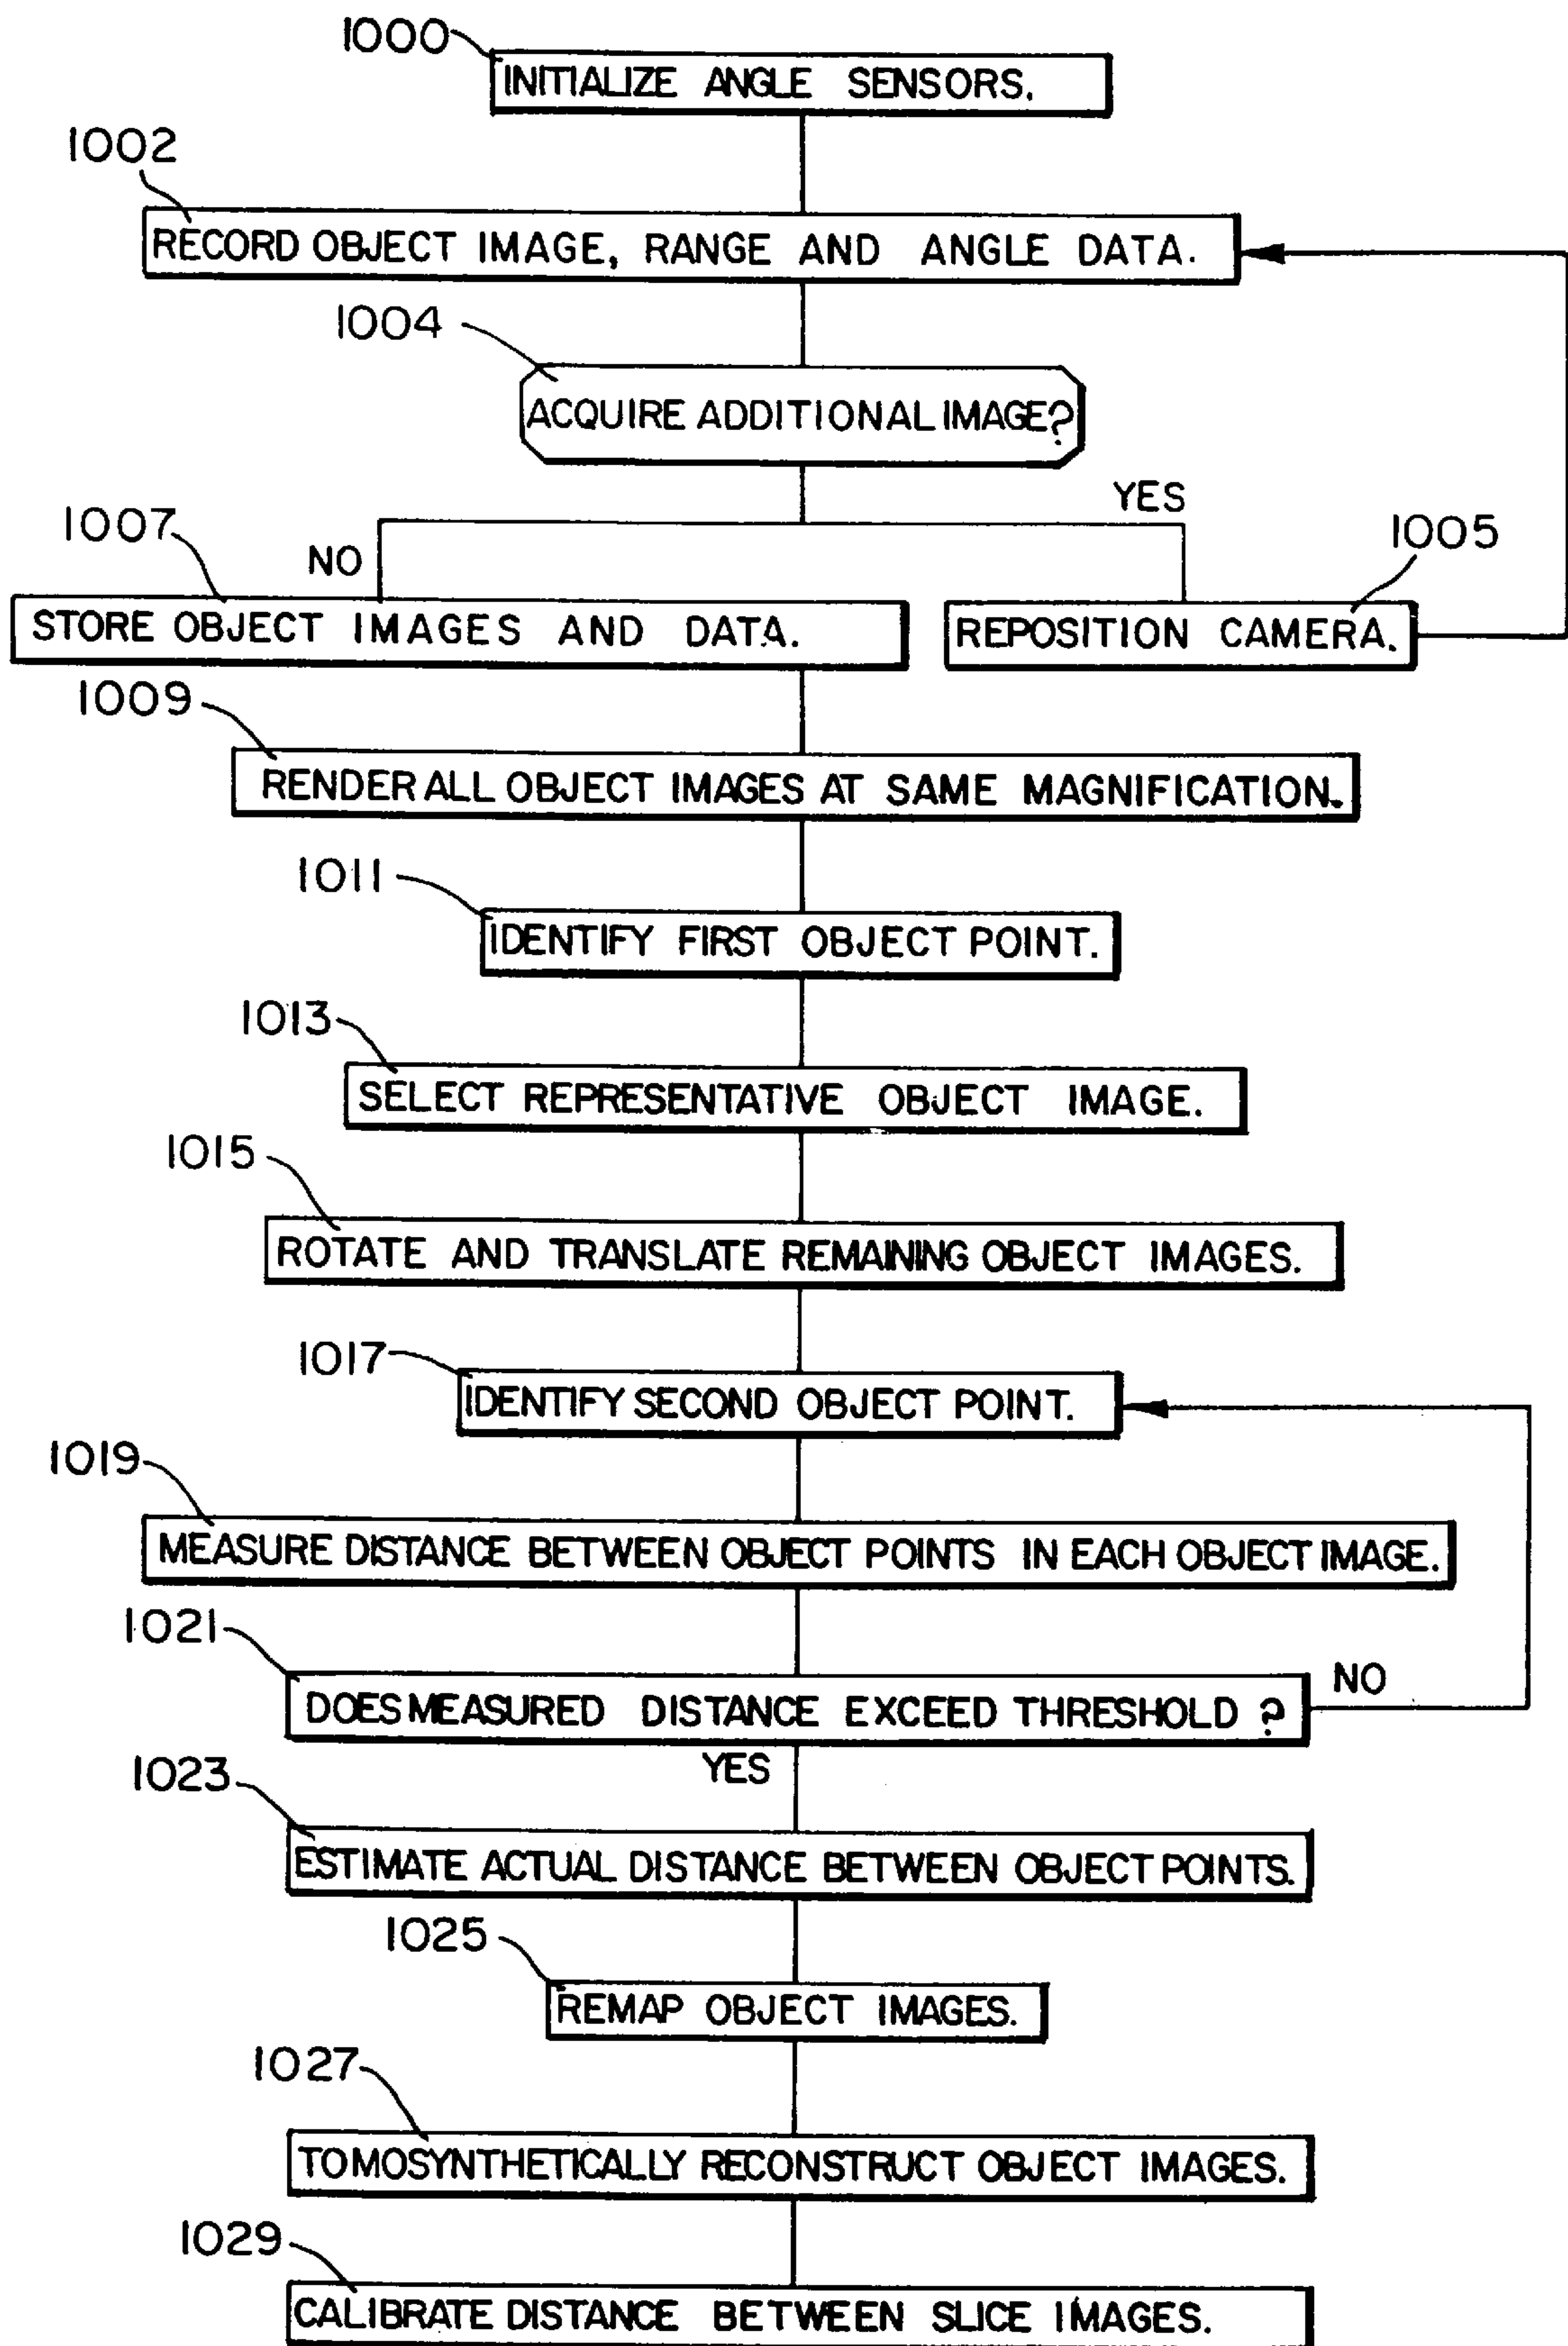 1000
INITIALIZE ANGLE SENSORS.
1002
RECORD OBJECT IMAGE, RANGE AND ANGLE DATA.
1004
ACQUIRE ADDITIONAL IMAGE?
YES
1007
NO
1005
STORE OBJECT IMAGES AND DATA.
REPOSITION CAMERA.
1009
RENDER ALL OBJECT IMAGES AT SAME MAGNIFICATION.
1011
IDENTIFY FIRST OBJECT POINT.
1013
SELECT REPRESENTATIVE OBJECT IMAGE.
1015
ROTATE AND TRANSLATE REMAINING OBJECT IMAGES.
1017
IDENTIFY SECOND OBJECT POINT.
1019
MEASURE DISTANCE BETWEEN OBJECT POINTS IN EACH OBJECT IMAGE.
1021
DOES MEASURED DISTANCE EXCEED THRESHOLD ?
NO
YES
1023
ESTIMATE ACTUAL DISTANCE BETWEEN OBJECT POINTS.
1025
REMAP OBJECT IMAGES.
1027
TOMOSYNTHETICALLY RECONSTRUCT OBJECT IMAGES.
1029
CALIBRATE DISTANCE BETWEEN SLICE IMAGES.